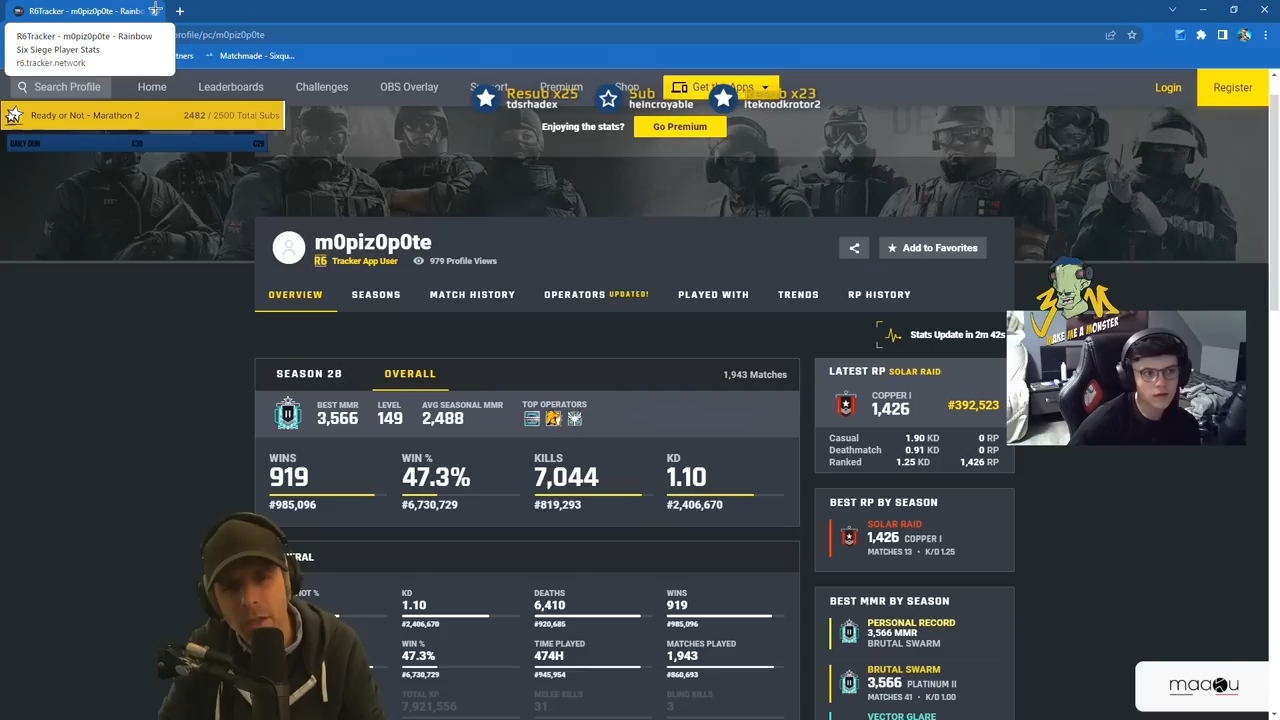 R6Tracker - m0piz0p0te - Rainb
R6Tracker - m0piz0p0te - Rainbow
Six Siege Player Stats
r6.tracker.network
rofile/pc/m0piz0p0te
tners
Matchmade - Sixqu...
Search Profile
Home
Leaderboards
Challenges
OBS Overlay
Premium
Shop
Login
Register
Resub x25
tdsrhadex
Sub
heincroyable
x23
iteknodkrotor2
Ready or Not - Marathon 2
2482 / 2500 Total Subs
DAILY DON
Enjoying the stats?
Go Premium
m0piz0p0te
R6 Tracker App User
979 Profile Views
Add to Favorites
OVERVIEW
SEASONS
MATCH HISTORY
OPERATORS UPDATED!
PLAYED WITH
TRENDS
RP HISTORY
MAKE ME A MONSTER
Stats Update in 2m 42s
SEASON 28
OVERALL
1,943 Matches
BEST MMR
3,566
LEVEL
149
AVG SEASONAL MMR
2,488
TOP OPERATORS
WINS
919
#985,096
WIN %
47.3%
#6,730,729
KILLS
7,044
#819,293
KD
1.10
#2,406,670
LATEST RP SOLAR RAID
COPPER I
1,426
#392,523
Casual 1.90 KD 0 RP
Deathmatch 0.91 KD 0 RP
Ranked 1.25 KD 1,426 RP
BEST RP BY SEASON
SOLAR RAID
1,426 COPPER I
MATCHES 13 • K/D 1.25
KD
1.10
#2,406,670
DEATHS
6,410
#920,685
WINS
919
#985,096
WIN %
47.3%
#6,730,729
TIME PLAYED
474H
#945,954
MATCHES PLAYED
1,943
#860,693
TOTAL XP
7,921,556
MELEE KILLS
31
BLIND KILLS
3
BEST MMR BY SEASON
PERSONAL RECORD
3,566 MMR
BRUTAL SWARM
BRUTAL SWARM
3,566 PLATINUM II
MATCHES 41 • K/D 1.00
VECTOR GLARE
maaKu